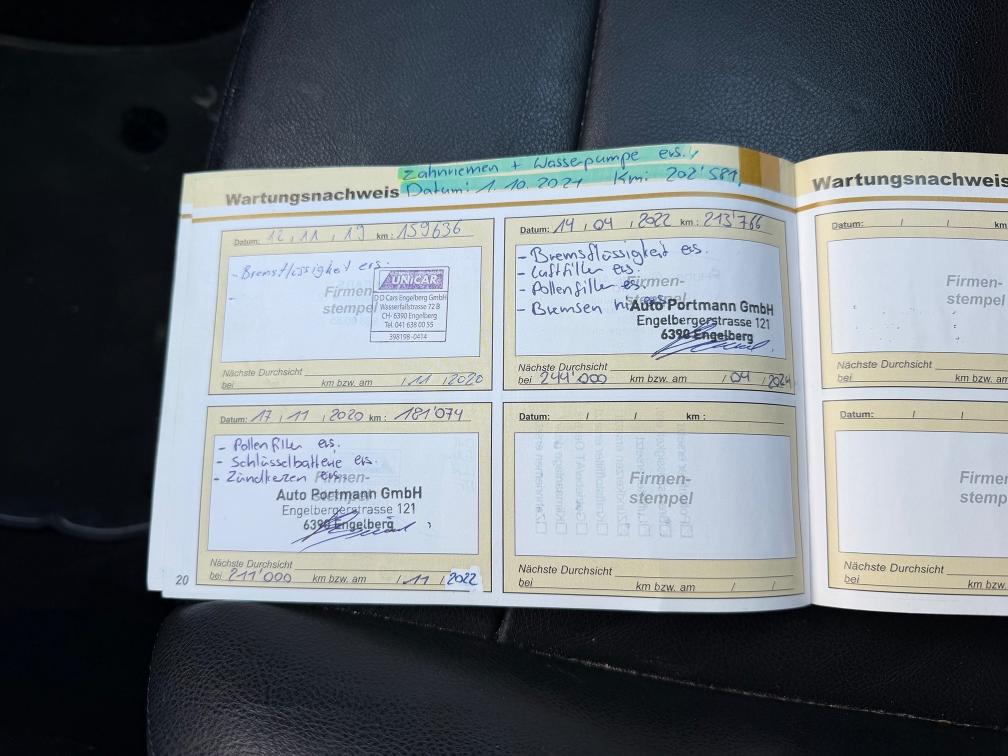 Zahnriemen + Wasserpumpe ers.,
Datum: 1.10.2021 Km: 202'581,
Wartungsnachweis
Datum: 12 / 11 / 19 km: 159636
- Bremsflüssigkeit ers.
-
Firmen-
stempel
UNiCAR
D D Cars Engelberg GmbH
Wasserfallstrasse 72 B
CH- 6390 Engelberg
Tel. 041 638 00 55
398198 -0414
Nächste Durchsicht
bei km bzw. am / 11 / 2020
Datum: 14 / 04 / 2022 km: 213'766
- Bremsflüssigkeit ers.
- Luftfilter ers.
- Pollenfilter ers.
- Bremsen
Firmen-
stempel
Auto Portmann GmbH
Engelbergerstrasse 121
6390 Engelberg
Nächste Durchsicht
bei 244'000 km bzw. am / 04 / 2024
Datum: 17 / 11 / 2020 km: 181'074
- Pollenfilter ers.
- Schlüsselbatterie ers.
- Zündkerzen ers.
Firmen-
Auto Portmann GmbH
Engelbergerstrasse 121
6390 Engelberg
Nächste Durchsicht
bei 211'000 km bzw. am / 11 / 2022
Datum: / / km:
Firmen-
stempel
Nächste Durchsicht
bei km bzw. am / /
20
Wartungsnachweis
Datum: / /
Firmen-
stempel
Nächste Durchsicht
bei km bzw. am
Datum: / /
Nächste Durchsicht
bei km bzw.